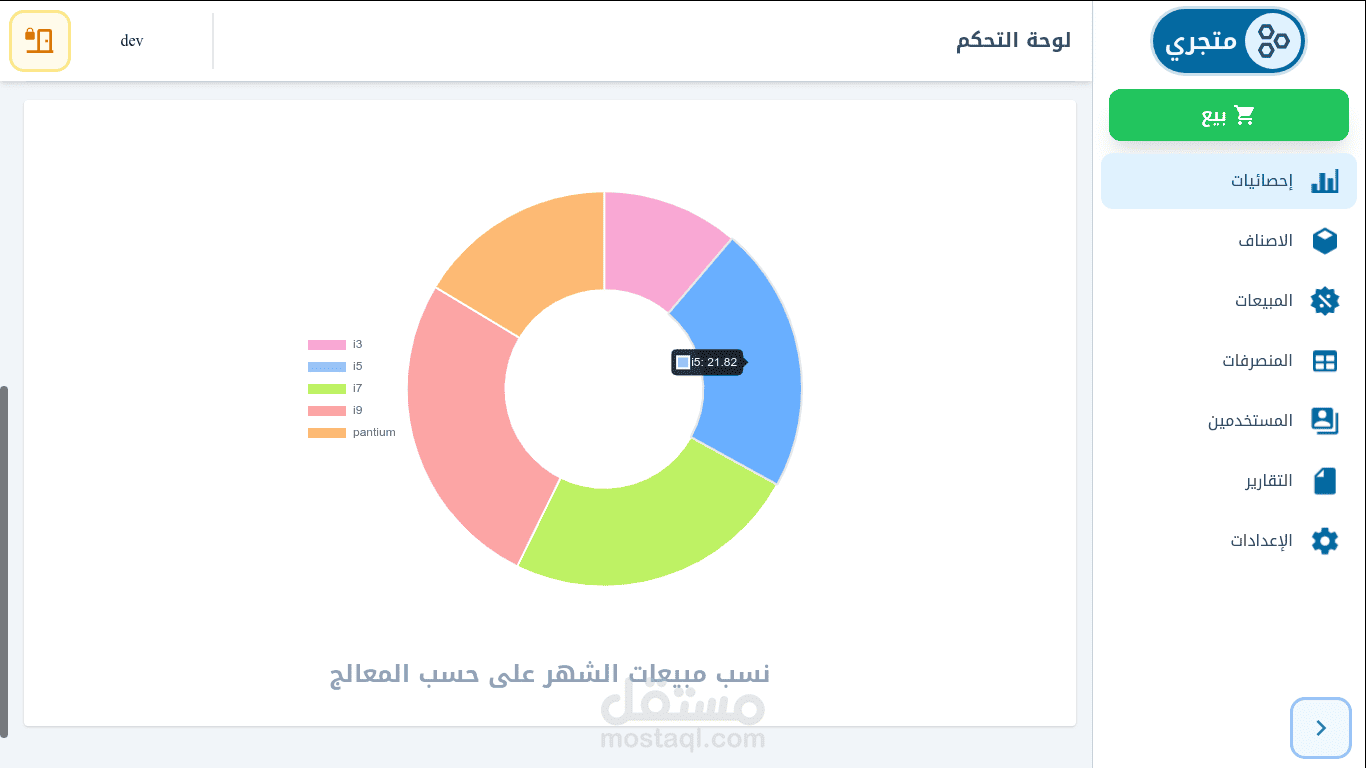 متجري
لوحة التحكم
dev
بيع
إحصائيات
الاصناف
المبيعات
المنصرفات
المستخدمين
التقارير
الإعدادات
i3
i5
i7
i9
pantium
i5: 21.82
نسب مبيعات الشهر على حسب المعالج
مستقل
mostaql.com